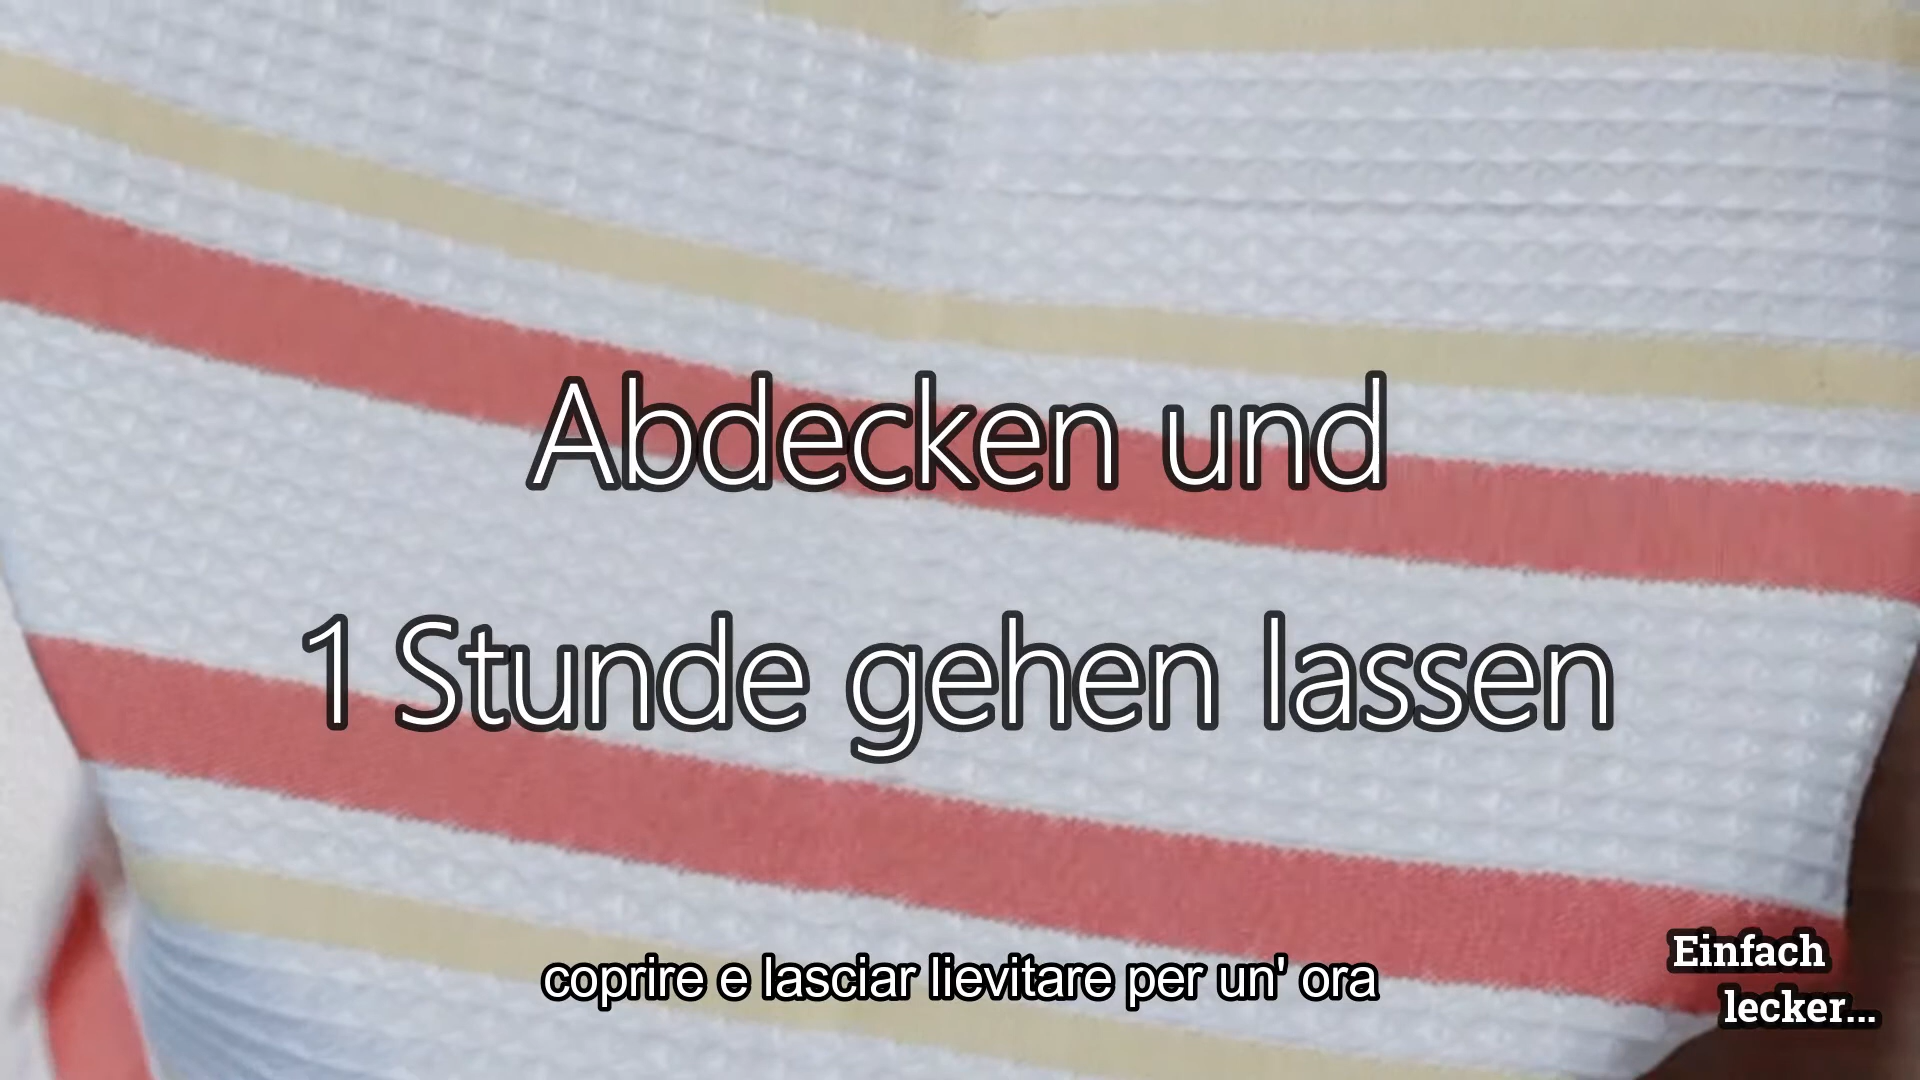 Abdecken und
1 Stunde gehen lassen
coprire e lasciar lievitare per un' ora
Einfach
lecker...